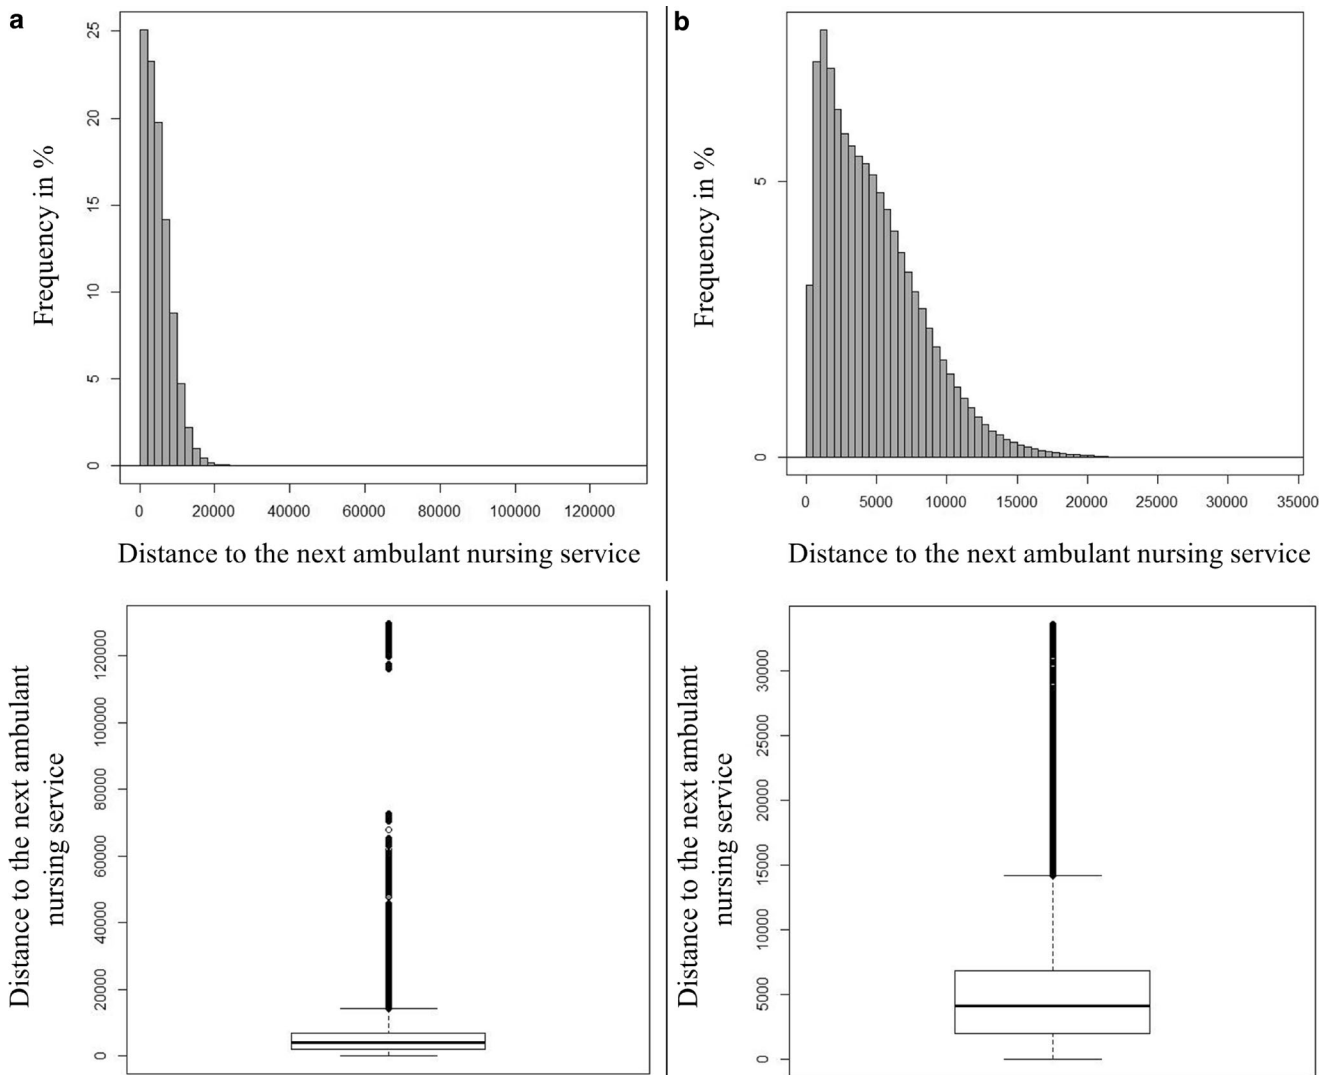 a
25
20
15
10
5
0
Frequency in %
0 20000 40000 60000 80000 100000 120000
Distance to the next ambulant nursing service
b
5
0
Frequency in %
0 5000 10000 15000 20000 25000 30000 35000
Distance to the next ambulant nursing service
Distance to the next ambulant
nursing service
120000
100000
80000
60000
40000
20000
0
Distance to the next ambulant
nursing service
30000
25000
20000
15000
10000
5000
0